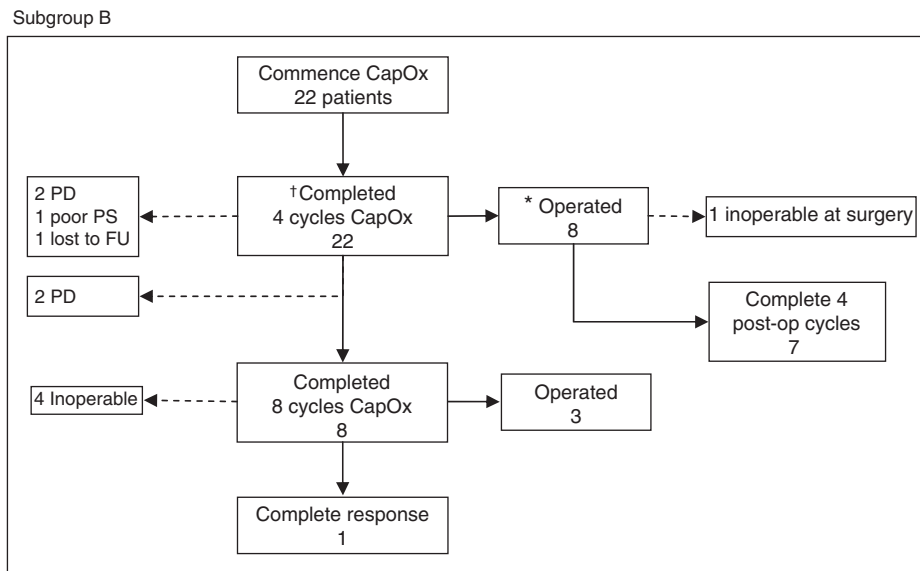 Subgroup B
Commence CapOx
22 patients
2 PD
1 poor PS
1 lost to FU
†Completed
4 cycles CapOx
22
* Operated
8
1 inoperable at surgery
2 PD
Complete 4
post-op cycles
7
4 Inoperable
Completed
8 cycles CapOx
8
Operated
3
Complete response
1